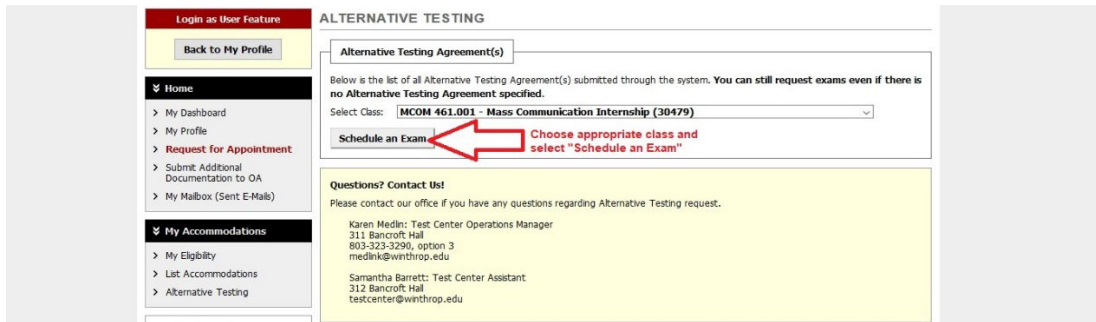 Login as User Feature
Back to My Profile
Home
My Dashboard
My Profile
Request for Appointment
Submit Additional
Documentation to OA
My Mailbox (Sent E-Mails)
My Accommodations
My Eligibility
List Accommodations
Alternative Testing
ALTERNATIVE TESTING
Alternative Testing Agreement(s)
Below is the list of all Alternative Testing Agreement(s) submitted through the system. You can still request exams even if there is
no Alternative Testing Agreement specified.
Select Class: MCOM 461.001 - Mass Communication Internship (30479)
Schedule an Exam
Choose appropriate class and
select "Schedule an Exam"
Questions? Contact Us!
Please contact our office if you have any questions regarding Alternative Testing request.
Karen Medlin: Test Center Operations Manager
311 Bancroft Hall
803-323-3290, option 3
medlink@winthrop.edu
Samantha Barrett: Test Center Assistant
312 Bancroft Hall
testcenter@winthrop.edu